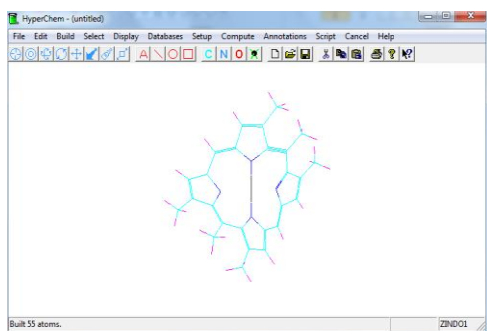 HyperChem - (untitled)
File Edit Build Select Display Databases Setup Compute Annotations Script Cancel Help
A C N O
Built 55 atoms. ZINDO1